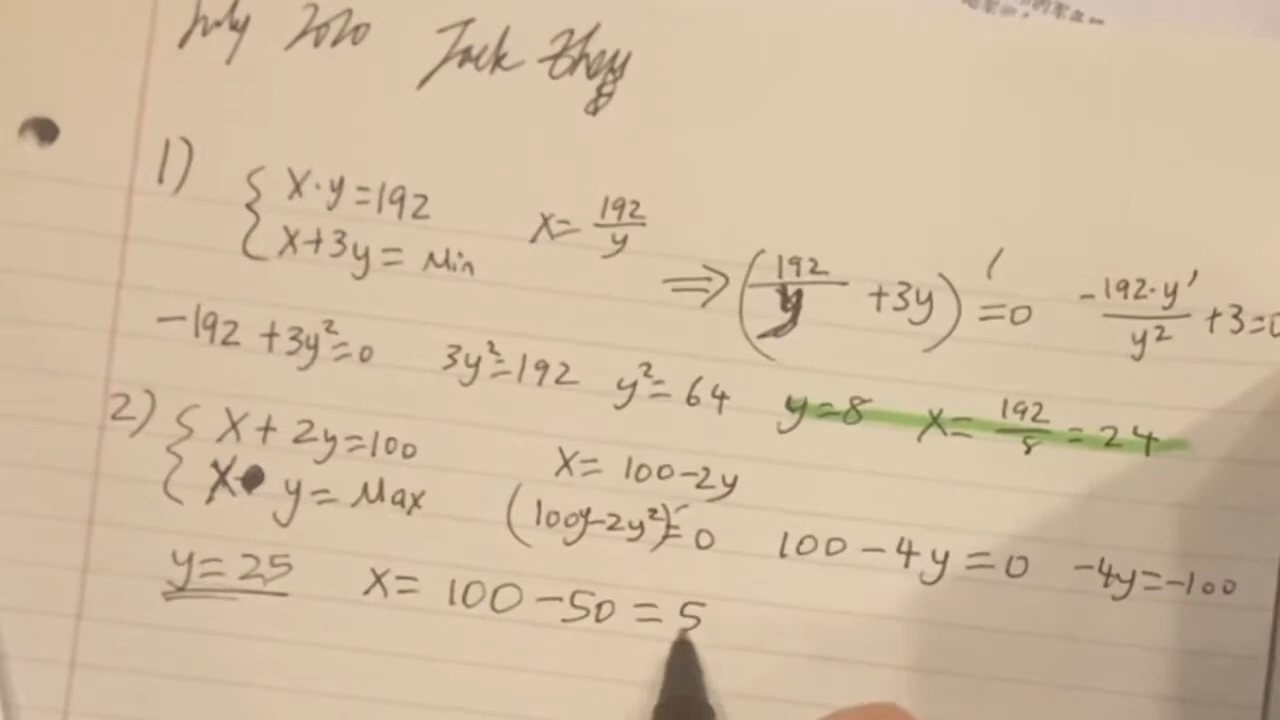 July 2020 Jack
1)
x·y=192
x+3y= Min
x= 192/y
⇒ (192/y +3y)′=0 -192·y′/y² +3=0
-192 +3y²=0 3y²=192 y²=64 y=8 x= 192/8 =24
2)
x+2y=100
x· y= Max
x= 100-2y
(100y-2y²)′=0 100-4y=0 -4y=-100
y=25 x= 100-50=5